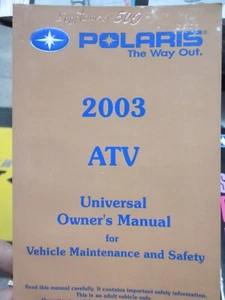 500
POLARIS
The Way Out.
2003
ATV
Universal
Owner's Manual
for
Vehicle Maintenance and Safety
Read this manual carefully. It contains important safety information.
This is an adult vehicle only.